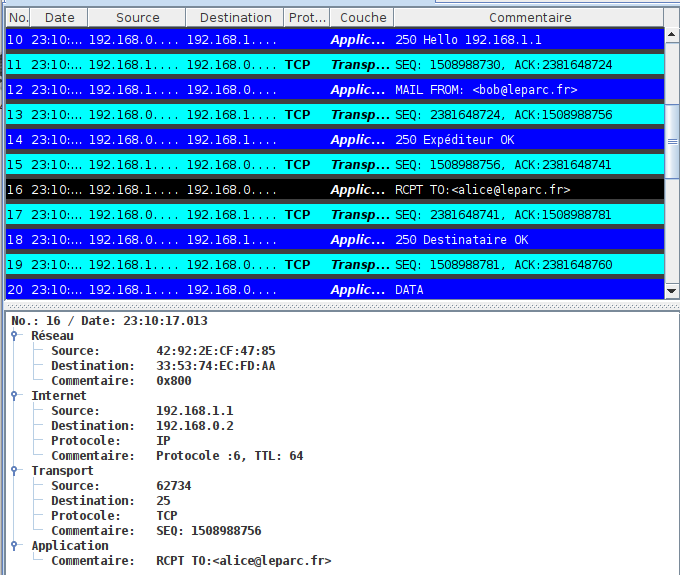 No. Date Source Destination Prot... Couche Commentaire
10 23:10:... 192.168.0.... 192.168.1.... Applic... 250 Hello 192.168.1.1
11 23:10:... 192.168.1.... 192.168.0.... TCP Transp... SEQ: 1508988730, ACK:2381648724
12 23:10:... 192.168.1.... 192.168.0.... Applic... MAIL FROM: <bob@leparc.fr>
13 23:10:... 192.168.0.... 192.168.1.... TCP Transp... SEQ: 2381648724, ACK:1508988756
14 23:10:... 192.168.0.... 192.168.1.... Applic... 250 Expéditeur OK
15 23:10:... 192.168.1.... 192.168.0.... TCP Transp... SEQ: 1508988756, ACK:2381648741
16 23:10:... 192.168.1.... 192.168.0.... Applic... RCPT TO:<alice@leparc.fr>
17 23:10:... 192.168.0.... 192.168.1.... TCP Transp... SEQ: 2381648741, ACK:1508988781
18 23:10:... 192.168.0.... 192.168.1.... Applic... 250 Destinataire OK
19 23:10:... 192.168.1.... 192.168.0.... TCP Transp... SEQ: 1508988781, ACK:2381648760
20 23:10:... 192.168.1.... 192.168.0.... Applic... DATA
No.: 16 / Date: 23:10:17.013
Réseau
Source: 42:92:2E:CF:47:85
Destination: 33:53:74:EC:FD:AA
Commentaire: 0x800
Internet
Source: 192.168.1.1
Destination: 192.168.0.2
Protocole: IP
Commentaire: Protocole :6, TTL: 64
Transport
Source: 62734
Destination: 25
Protocole: TCP
Commentaire: SEQ: 1508988756
Application
Commentaire: RCPT TO:<alice@leparc.fr>